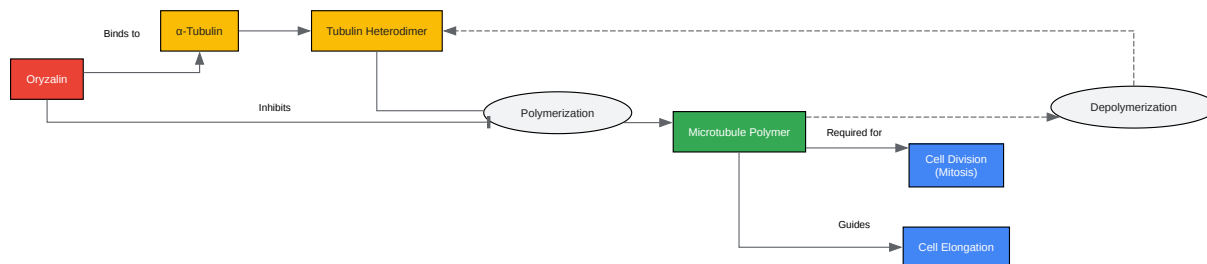 Binds to
α-Tubulin
Tubulin Heterodimer
Oryzalin
Inhibits
Polymerization
Depolymerization
Microtubule Polymer
Required for
Cell Division
(Mitosis)
Guides
Cell Elongation